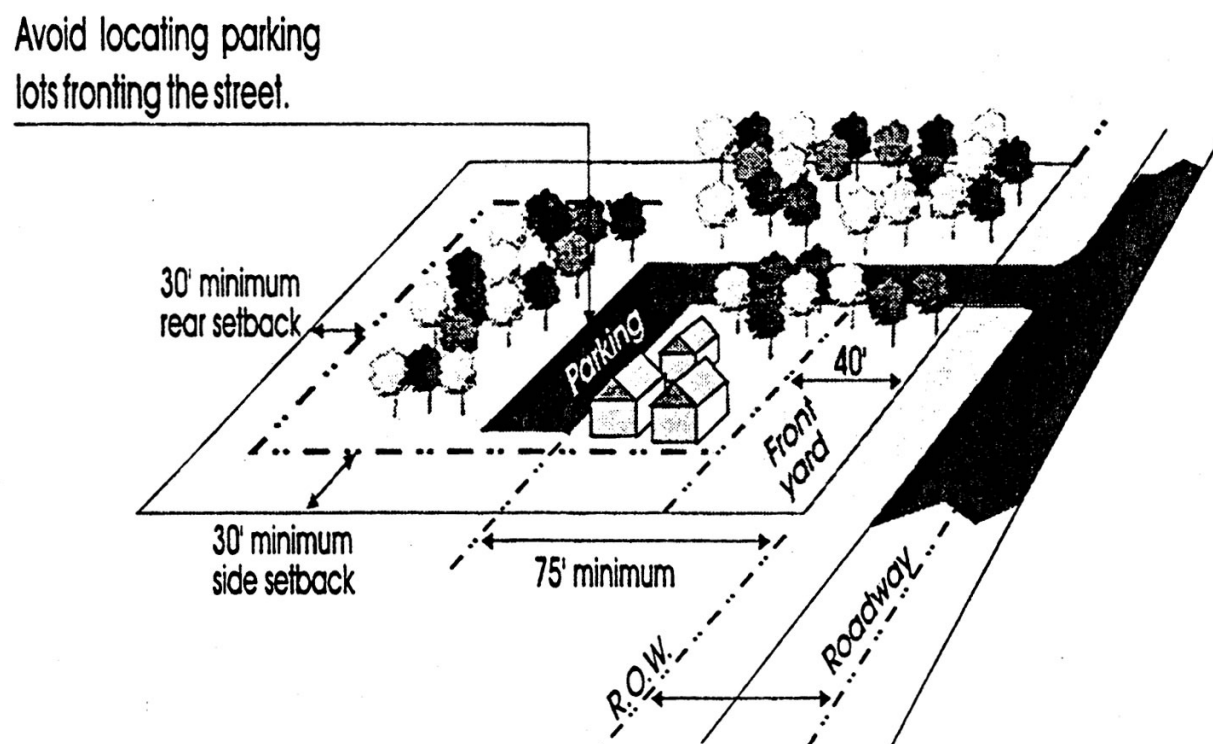 Avoid locating parking
lots fronting the street.
30' minimum
rear setback
Parking
40'
Front
yard
30' minimum
side setback
75' minimum
R.O.W.
Roadway